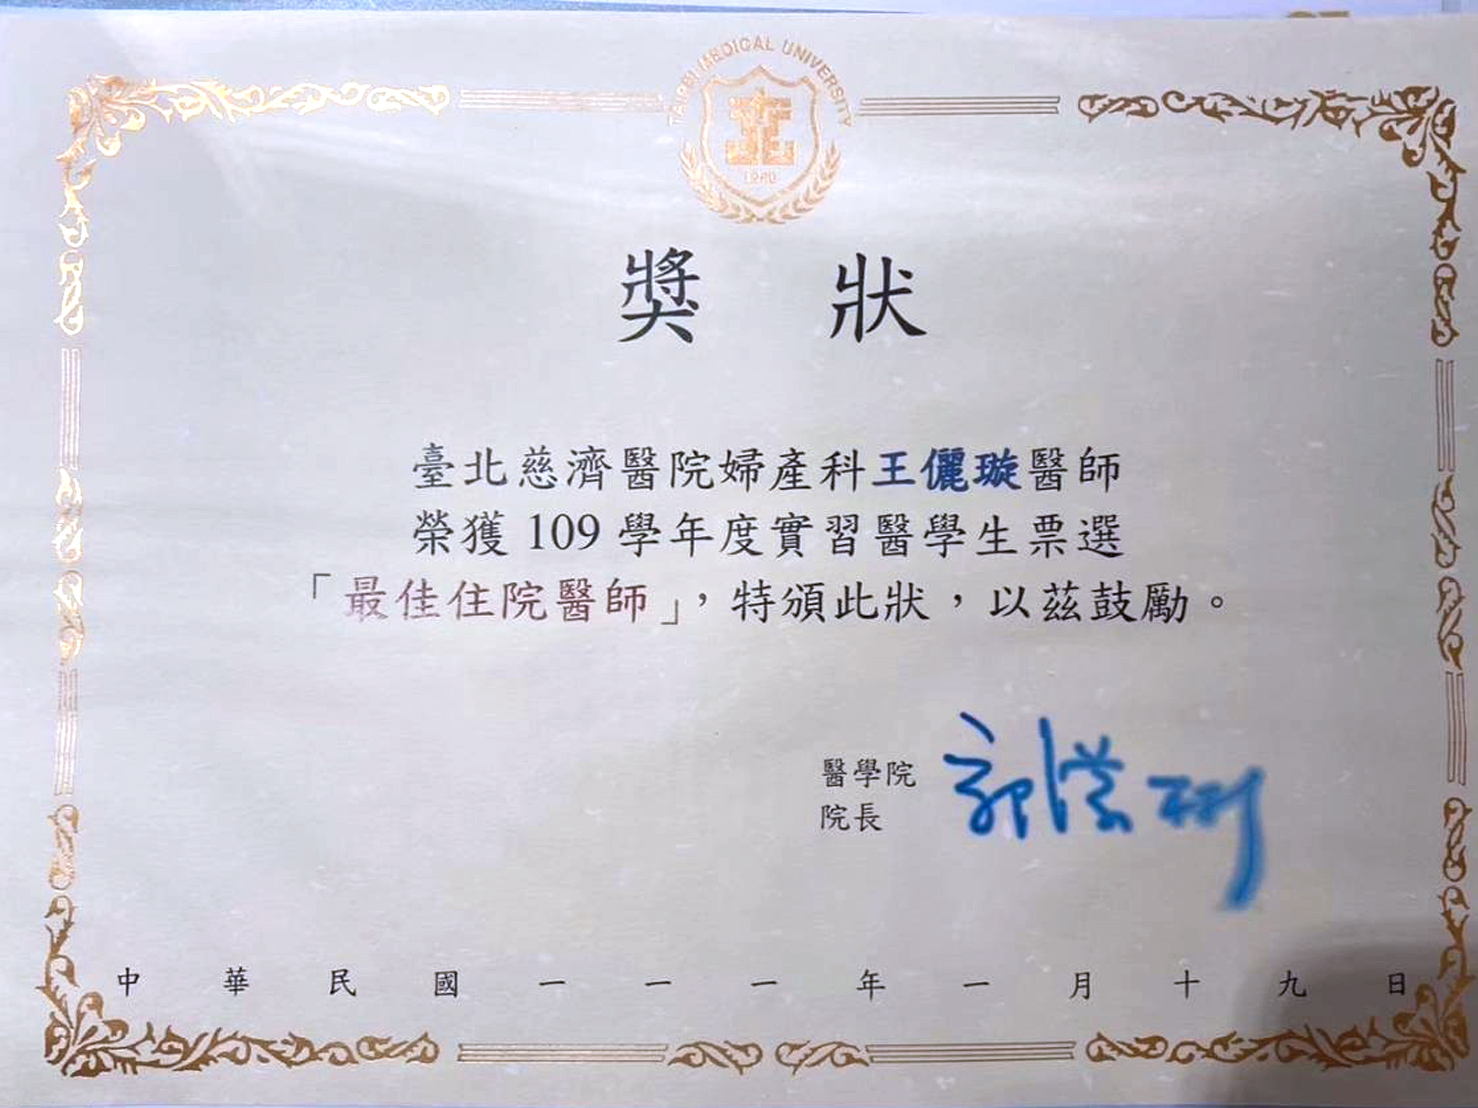 TAIPEI MEDICAL UNIVERSITY
1960
獎狀
臺北慈濟醫院婦產科王儷璇醫師
榮獲 109 學年度實習醫學生票選
「最佳住院醫師」,特頒此狀,以茲鼓勵。
醫學院
院長
中華民國一一一年一月十九日